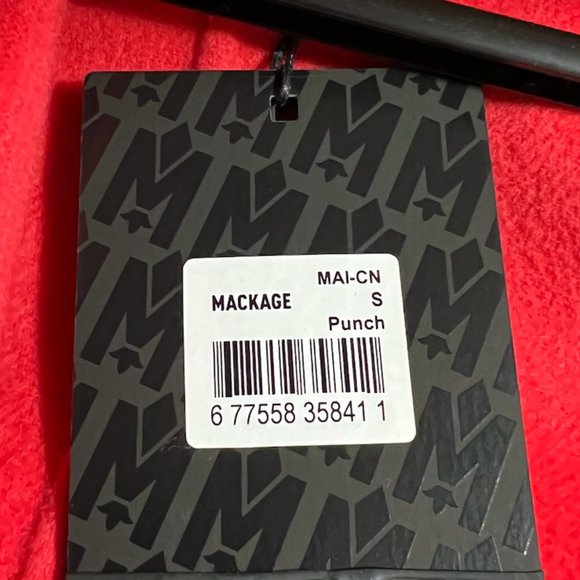 MAI-CN
MACKAGE S
Punch
6 77558 35841 1